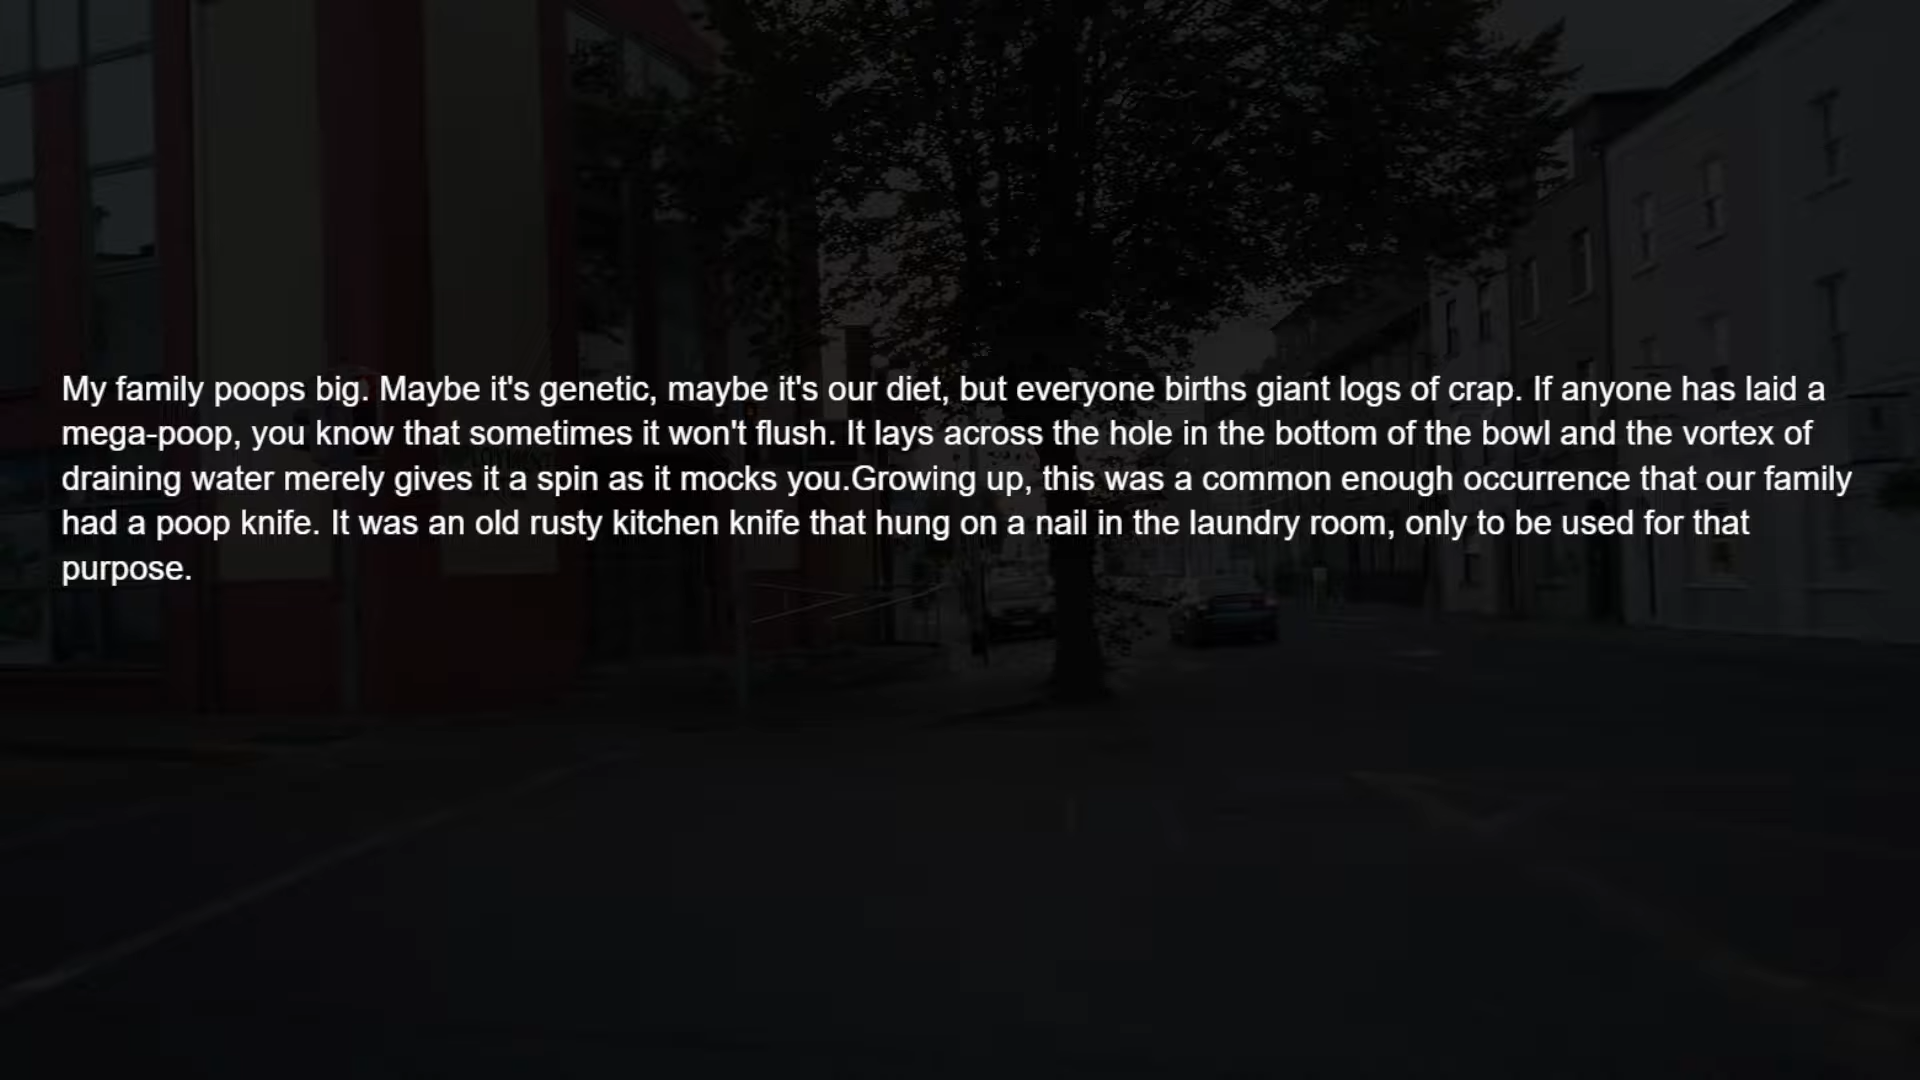 My family poops big. Maybe it's genetic, maybe it's our diet, but everyone births giant logs of crap. If anyone has laid a
mega-poop, you know that sometimes it won't flush. It lays across the hole in the bottom of the bowl and the vortex of
draining water merely gives it a spin as it mocks you.Growing up, this was a common enough occurrence that our family
had a poop knife. It was an old rusty kitchen knife that hung on a nail in the laundry room, only to be used for that
purpose.